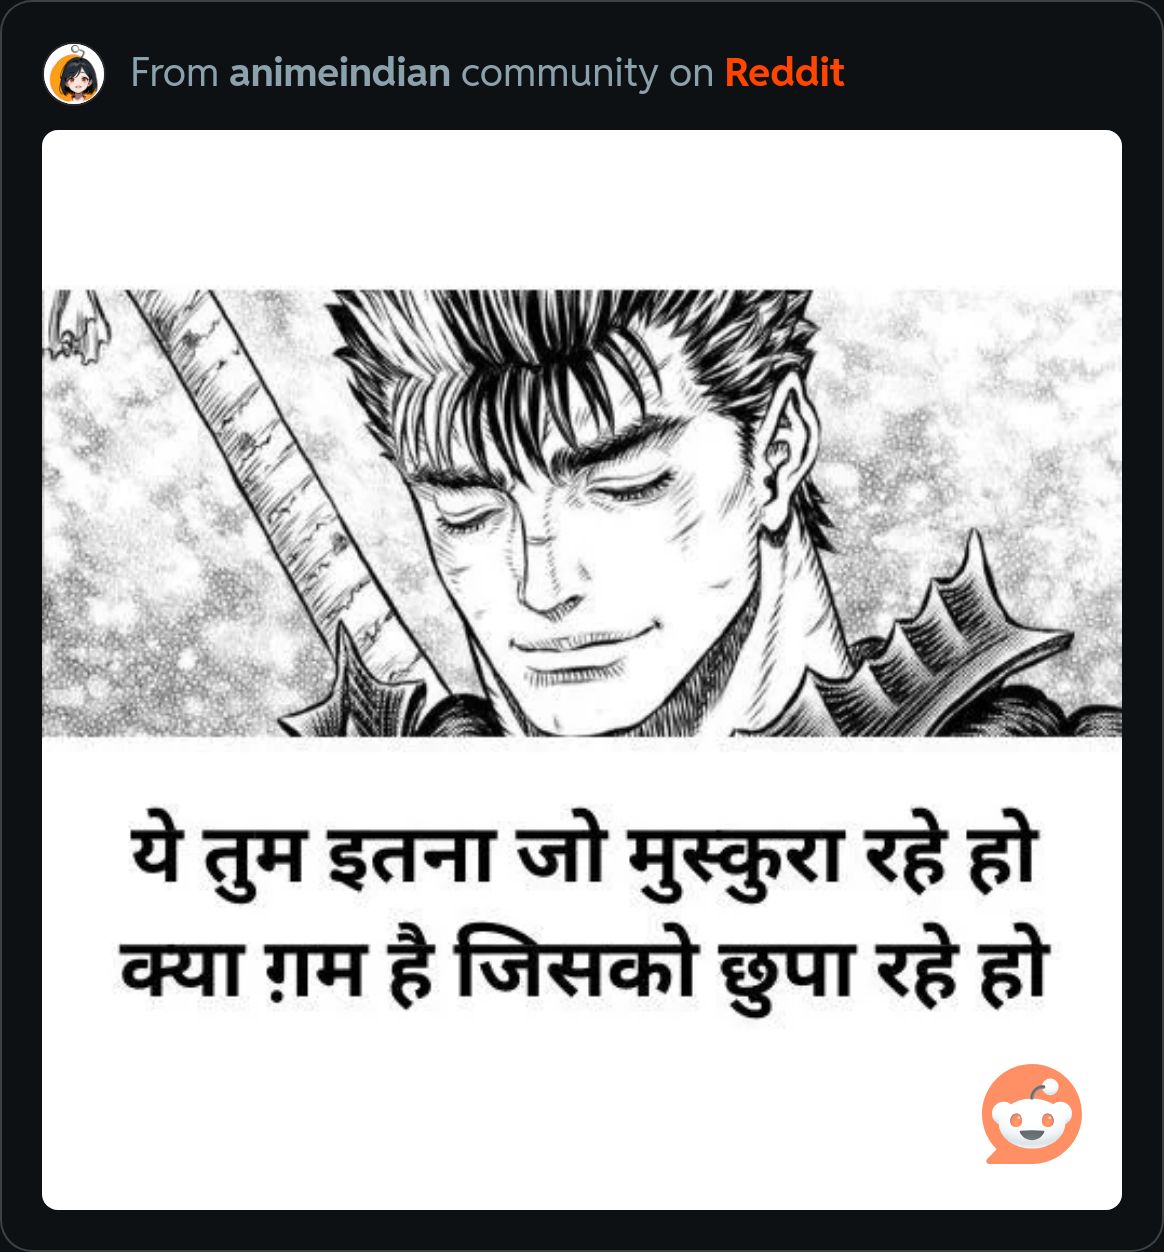 From animeindian community on Reddit
ये तुम इतना जो मुस्कुरा रहे हो
क्या ग़म है जिसको छुपा रहे हो